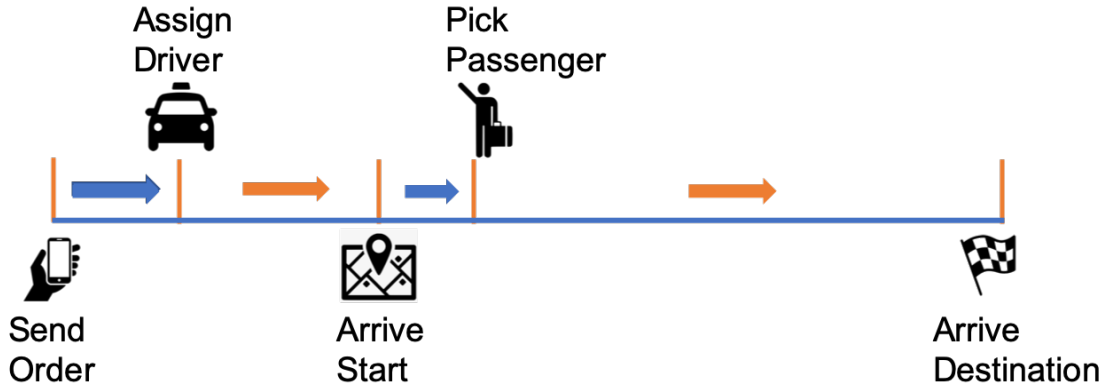 Assign
Driver
Pick
Passenger
Send
Order
Arrive
Start
Arrive
Destination